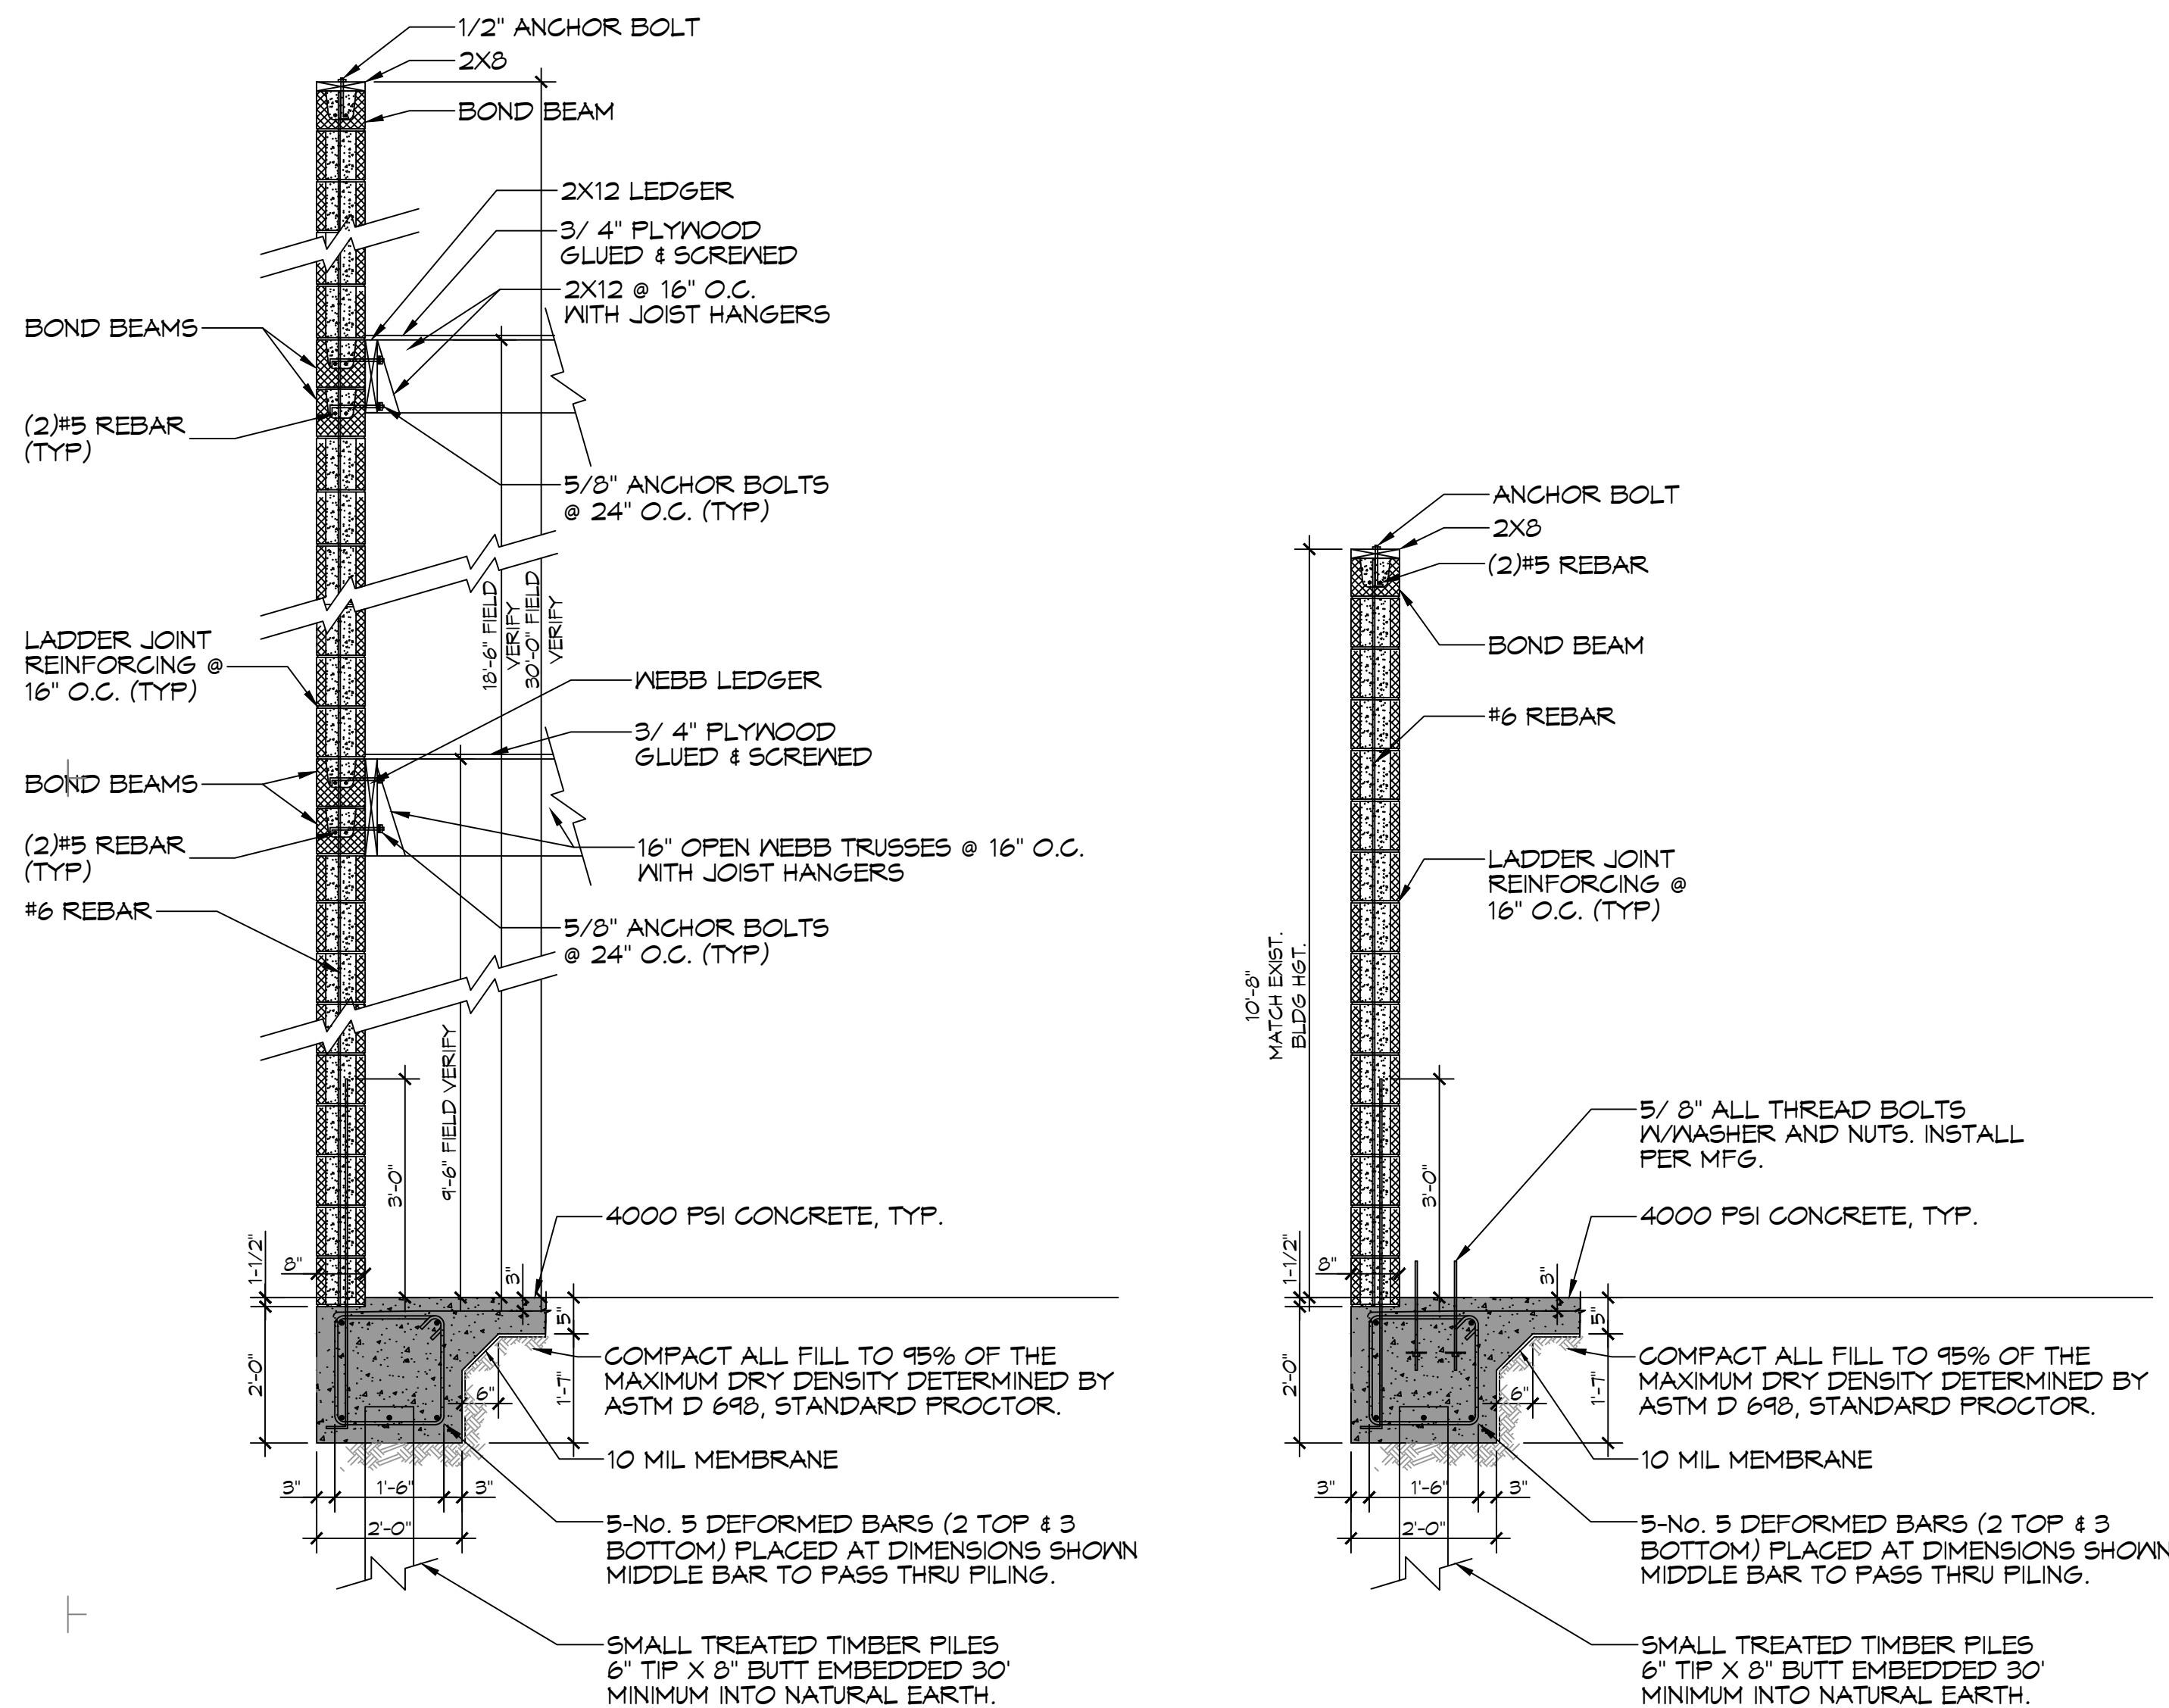 1/2" ANCHOR BOLT
2X8
BOND BEAM
2X12 LEDGER
3/ 4" PLYWOOD
GLUED & SCREWED
2X12 @ 16" O.C.
WITH JOIST HANGERS
BOND BEAMS
(2)#5 REBAR
(TYP)
5/8" ANCHOR BOLTS
@ 24" O.C. (TYP)
18'-6" FIELD
VERIFY
30'-0" FIELD
VERIFY
LADDER JOINT
REINFORCING @
16" O.C. (TYP)
WEBB LEDGER
3/ 4" PLYWOOD
GLUED & SCREWED
BOND BEAMS
(2)#5 REBAR
(TYP)
16" OPEN WEBB TRUSSES @ 16" O.C.
WITH JOIST HANGERS
#6 REBAR
5/8" ANCHOR BOLTS
@ 24" O.C. (TYP)
9'-6" FIELD VERIFY
3'-0"
4000 PSI CONCRETE, TYP.
1-1/2"
8"
3"
5"
2'-0"
COMPACT ALL FILL TO 95% OF THE
MAXIMUM DRY DENSITY DETERMINED BY
ASTM D 698, STANDARD PROCTOR.
6"
1'-7"
10 MIL MEMBRANE
3"
1'-6"
3"
2'-0"
5-No. 5 DEFORMED BARS (2 TOP & 3
BOTTOM) PLACED AT DIMENSIONS SHOWN
MIDDLE BAR TO PASS THRU PILING.
SMALL TREATED TIMBER PILES
6" TIP X 8" BUTT EMBEDDED 30'
MINIMUM INTO NATURAL EARTH.
ANCHOR BOLT
2X8
(2)#5 REBAR
BOND BEAM
#6 REBAR
LADDER JOINT
REINFORCING @
16" O.C. (TYP)
10'-8"
MATCH EXIST.
BLDG HGT.
5/ 8" ALL THREAD BOLTS
W/WASHER AND NUTS. INSTALL
PER MFG.
3'-0"
4000 PSI CONCRETE, TYP.
1-1/2"
8"
3"
5"
2'-0"
COMPACT ALL FILL TO 95% OF THE
MAXIMUM DRY DENSITY DETERMINED BY
ASTM D 698, STANDARD PROCTOR.
6"
1'-7"
10 MIL MEMBRANE
3"
1'-6"
3"
2'-0"
5-No. 5 DEFORMED BARS (2 TOP & 3
BOTTOM) PLACED AT DIMENSIONS SHOWN
MIDDLE BAR TO PASS THRU PILING.
SMALL TREATED TIMBER PILES
6" TIP X 8" BUTT EMBEDDED 30'
MINIMUM INTO NATURAL EARTH.